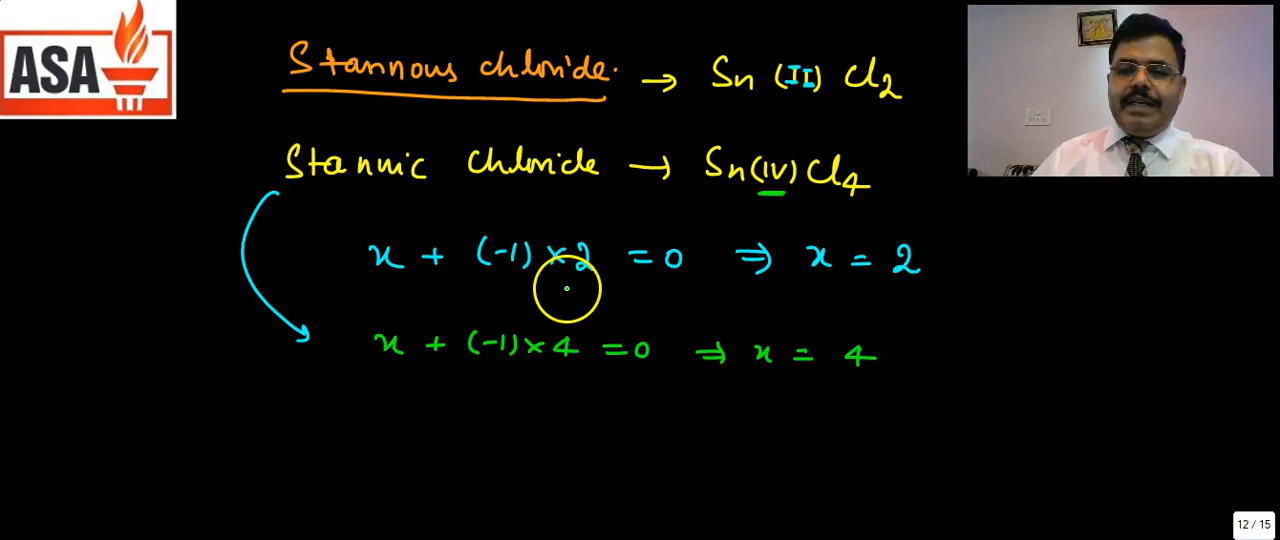 ASA
Stannous chloride. → Sn (II) Cl2
Stannic chloride → Sn(IV)Cl4
x + (-1) × 2 = 0 ⇒ x = 2
x + (-1) × 4 = 0 ⇒ x = 4
12 / 15